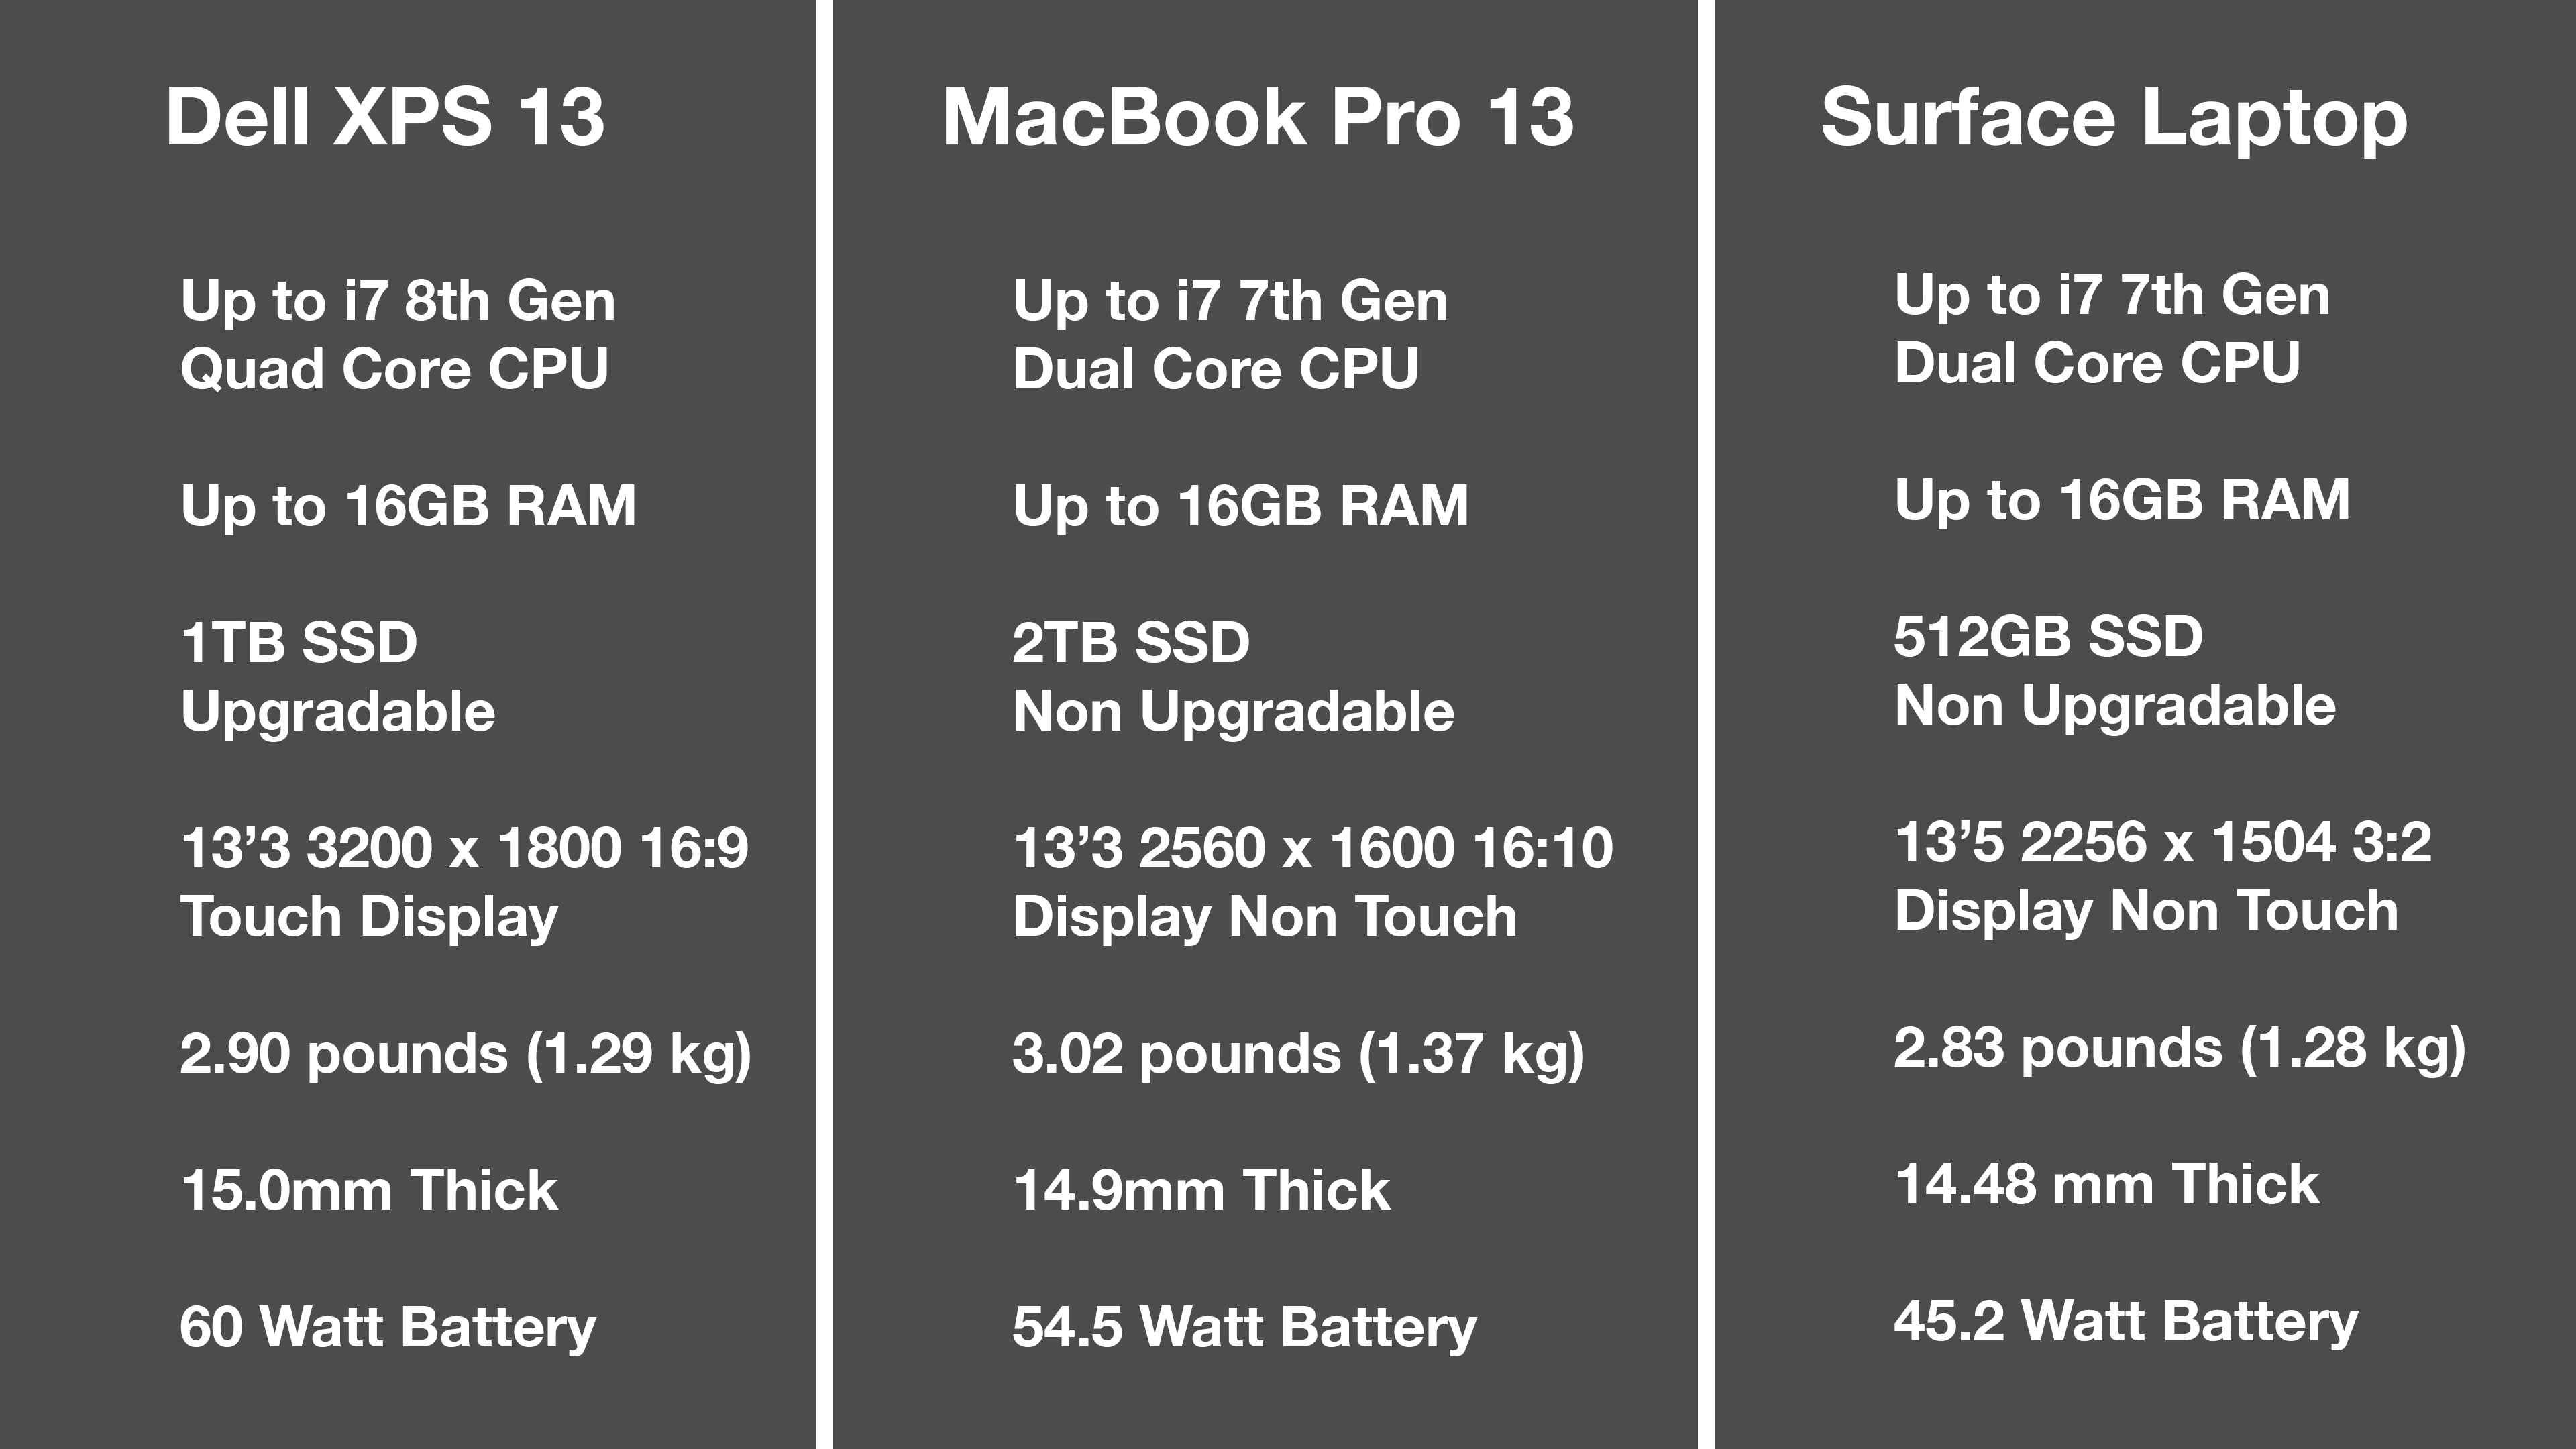 Dell XPS 13
Up to i7 8th Gen
Quad Core CPU
Up to 16GB RAM
1TB SSD
Upgradable
13’3 3200 x 1800 16:9
Touch Display
2.90 pounds (1.29 kg)
15.0mm Thick
60 Watt Battery
MacBook Pro 13
Up to i7 7th Gen
Dual Core CPU
Up to 16GB RAM
2TB SSD
Non Upgradable
13’3 2560 x 1600 16:10
Display Non Touch
3.02 pounds (1.37 kg)
14.9mm Thick
54.5 Watt Battery
Surface Laptop
Up to i7 7th Gen
Dual Core CPU
Up to 16GB RAM
512GB SSD
Non Upgradable
13’5 2256 x 1504 3:2
Display Non Touch
2.83 pounds (1.28 kg)
14.48 mm Thick
45.2 Watt Battery